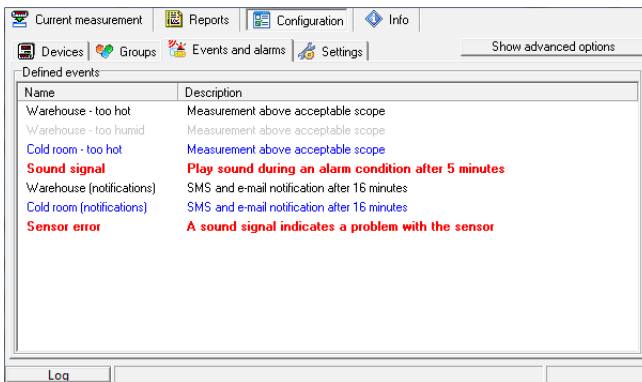 Current measurement Reports Configuration Info
Devices Groups Events and alarms Settings Show advanced options
Defined events
Name Description
Warehouse - too hot Measurement above acceptable scope
Warehouse - too humid Measurement above acceptable scope
Cold room - too hot Measurement above acceptable scope
Sound signal Play sound during an alarm condition after 5 minutes
Warehouse (notifications) SMS and e-mail notification after 16 minutes
Cold room (notifications) SMS and e-mail notification after 16 minutes
Sensor error A sound signal indicates a problem with the sensor
Log